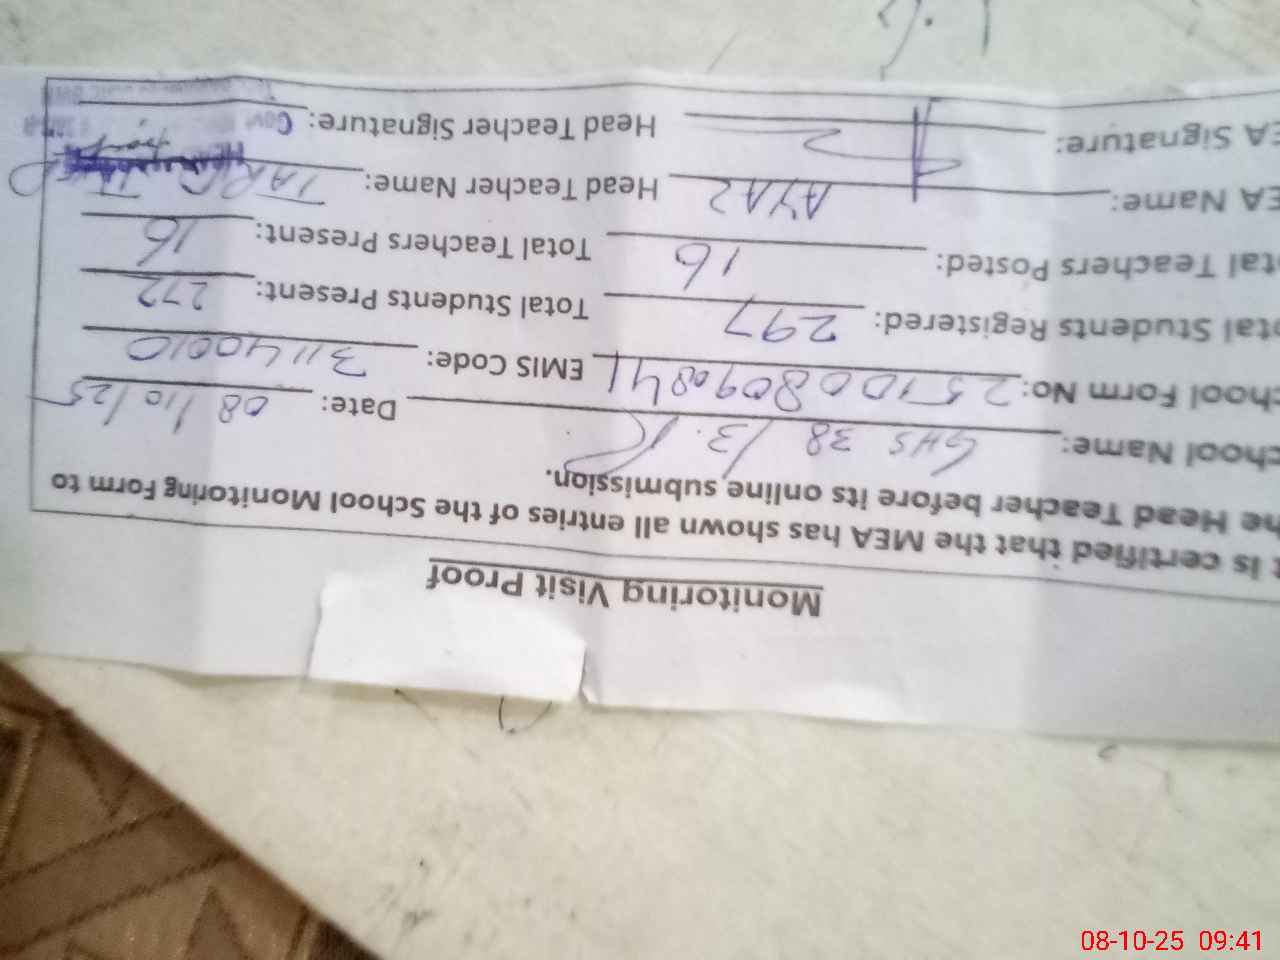 Monitoring Visit Proof
t is certified that the MEA has shown all entries of the School Monitoring Form to
he Head Teacher before its online submission.
chool Name: GHS 38 /3.R Date: 08/10/25
chool Form No: 251008090841 EMIS Code: 31140010
otal Students Registered: 297 Total Students Present: 272
otal Teachers Posted: 16 Total Teachers Present: 16
EA Name: AYAZ Head Teacher Name:
EA Signature: Head Teacher Signature: Govt
08-10-25 09:41